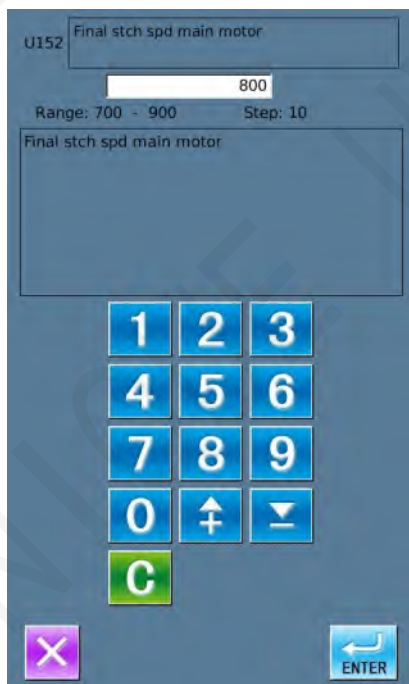 U152 Final stch spd main motor
800
Range: 700 - 900 Step: 10
Final stch spd main motor
1 2 3
4 5 6
7 8 9
0
C
ENTER